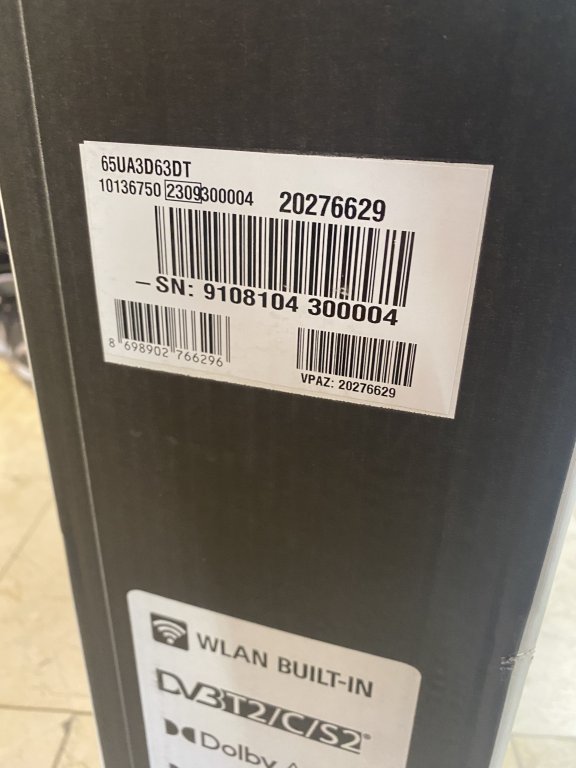 65UA3D63DT
10136750 2309300004 20276629
– SN: 9108104 300004
8 698902 766296
VPAZ: 20276629
WLAN BUILT-IN
DVB T2/C/S2®
Dolby